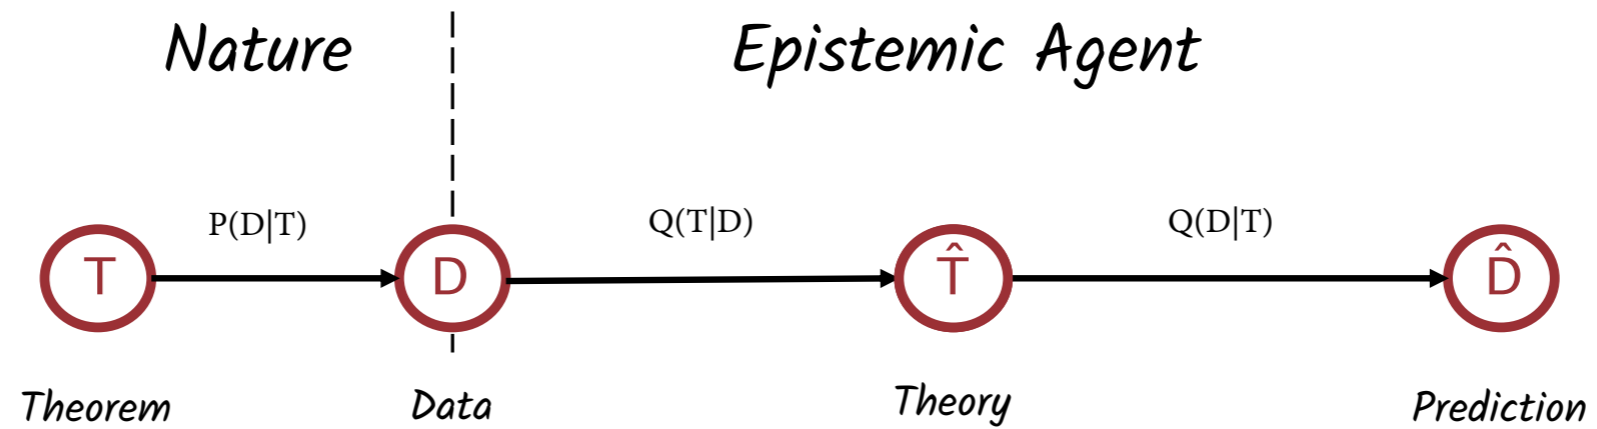 Nature Epistemic Agent
P(D|T) Q(T|D) Q(D|T)
T D T̂ D̂
Theorem Data Theory Prediction